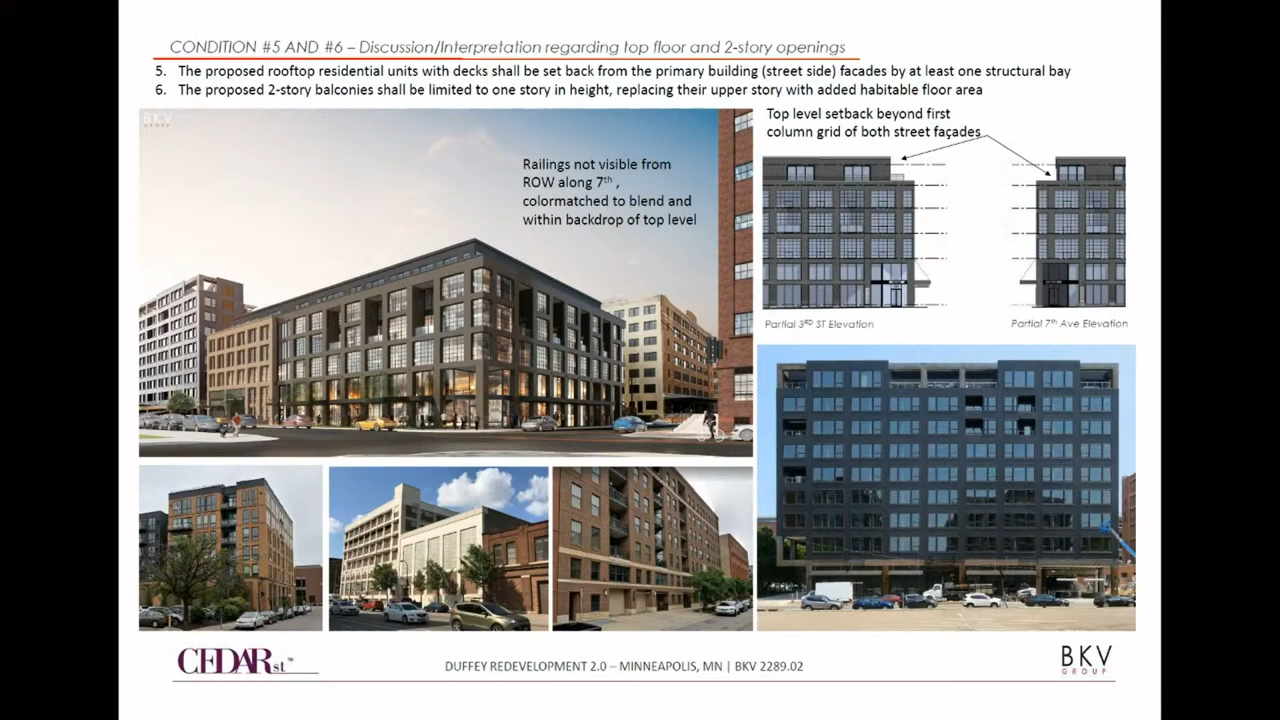 CONDITION #5 AND #6 – Discussion/Interpretation regarding top floor and 2-story openings
5. The proposed rooftop residential units with decks shall be set back from the primary building (street side) facades by at least one structural bay
6. The proposed 2-story balconies shall be limited to one story in height, replacing their upper story with added habitable floor area
BKV
GROUP
Railings not visible from
ROW along 7th ,
colormatched to blend and
within backdrop of top level
Top level setback beyond first
column grid of both street façades
Partial 3RD ST Elevation
Partial 7th Ave Elevation
CEDAR st™
DUFFEY REDEVELOPMENT 2.0 – MINNEAPOLIS, MN | BKV 2289.02
BKV
GROUP